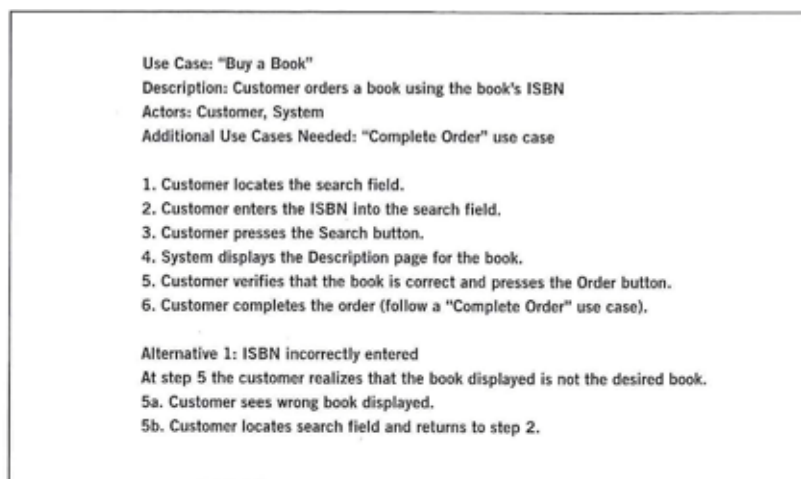 Use Case: "Buy a Book"
Description: Customer orders a book using the book's ISBN
Actors: Customer, System
Additional Use Cases Needed: "Complete Order" use case
1. Customer locates the search field.
2. Customer enters the ISBN into the search field.
3. Customer presses the Search button.
4. System displays the Description page for the book.
5. Customer verifies that the book is correct and presses the Order button.
6. Customer completes the order (follow a "Complete Order" use case).
Alternative 1: ISBN incorrectly entered
At step 5 the customer realizes that the book displayed is not the desired book.
5a. Customer sees wrong book displayed.
5b. Customer locates search field and returns to step 2.